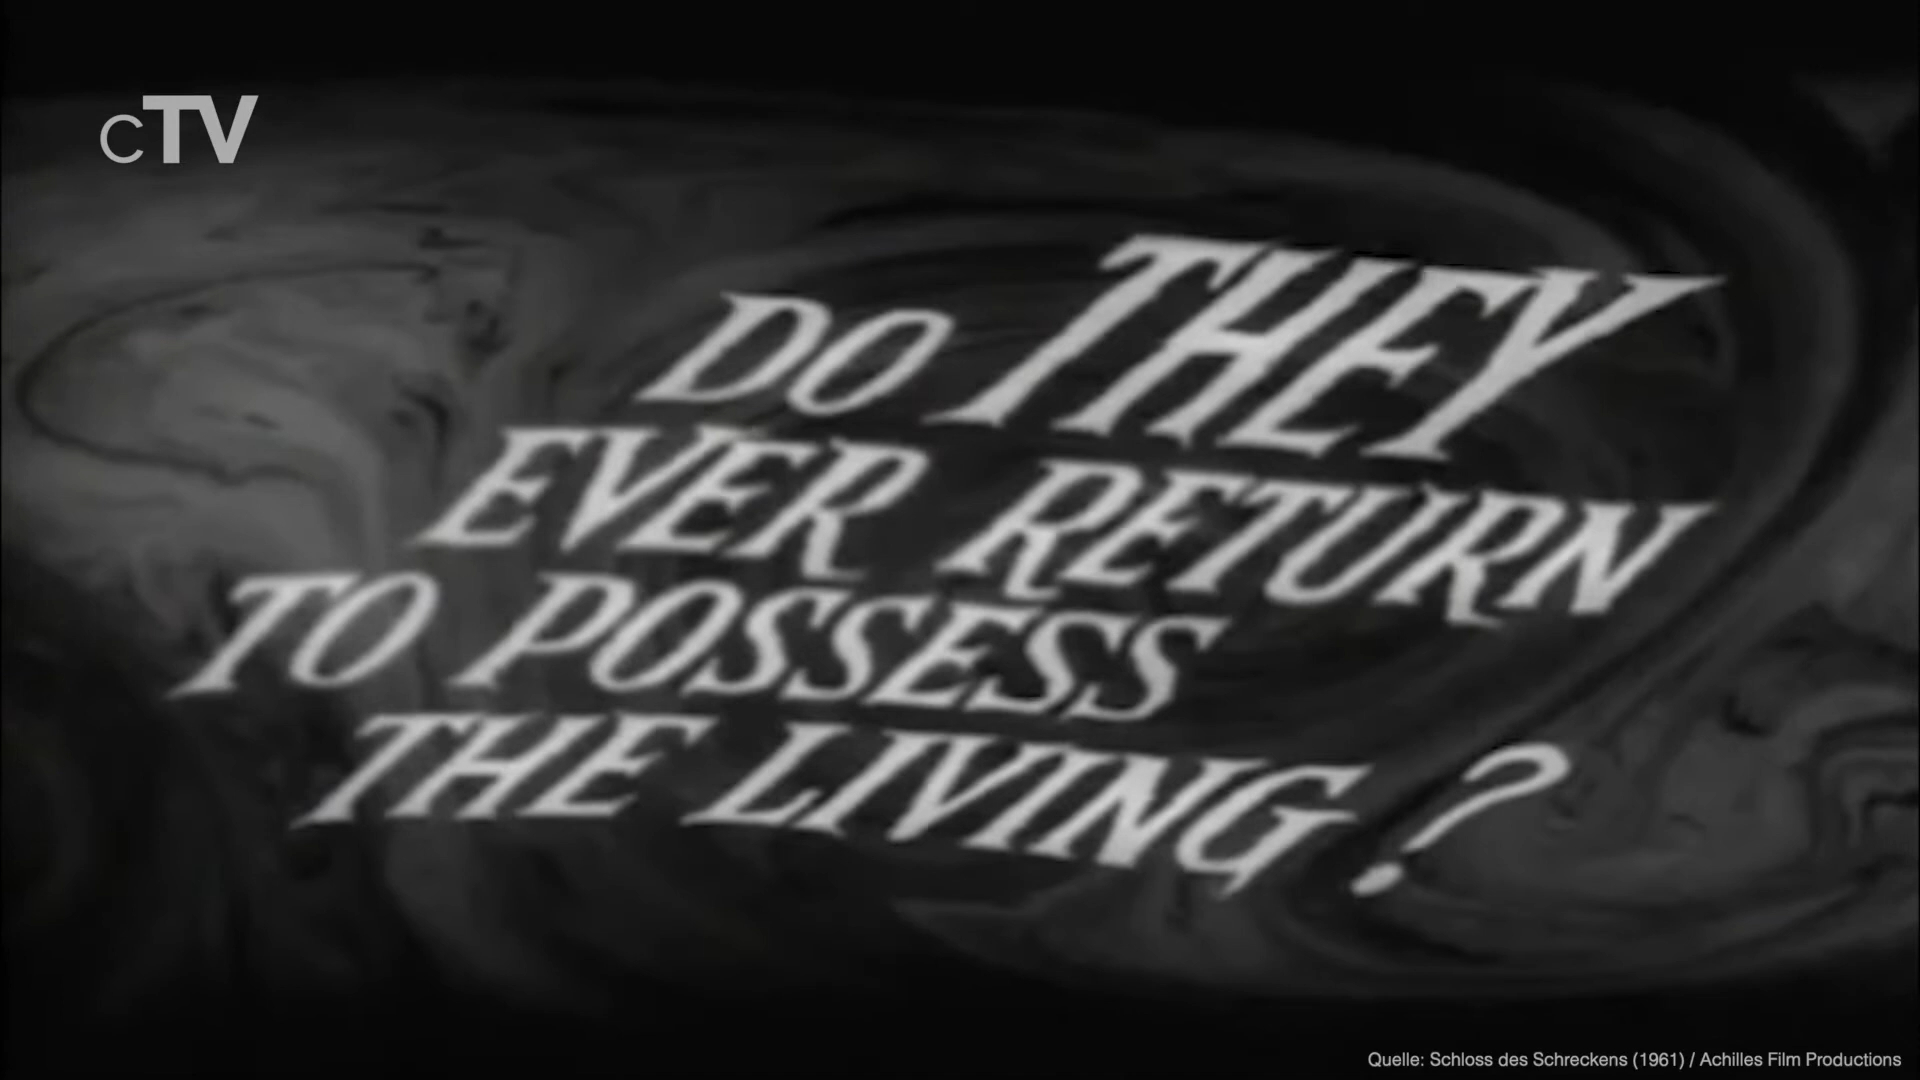 cTV
DO THEY
EVER RETURN
TO POSSESS
THE LIVING?
Quelle: Schloss des Schreckens (1961) / Achilles Film Productions